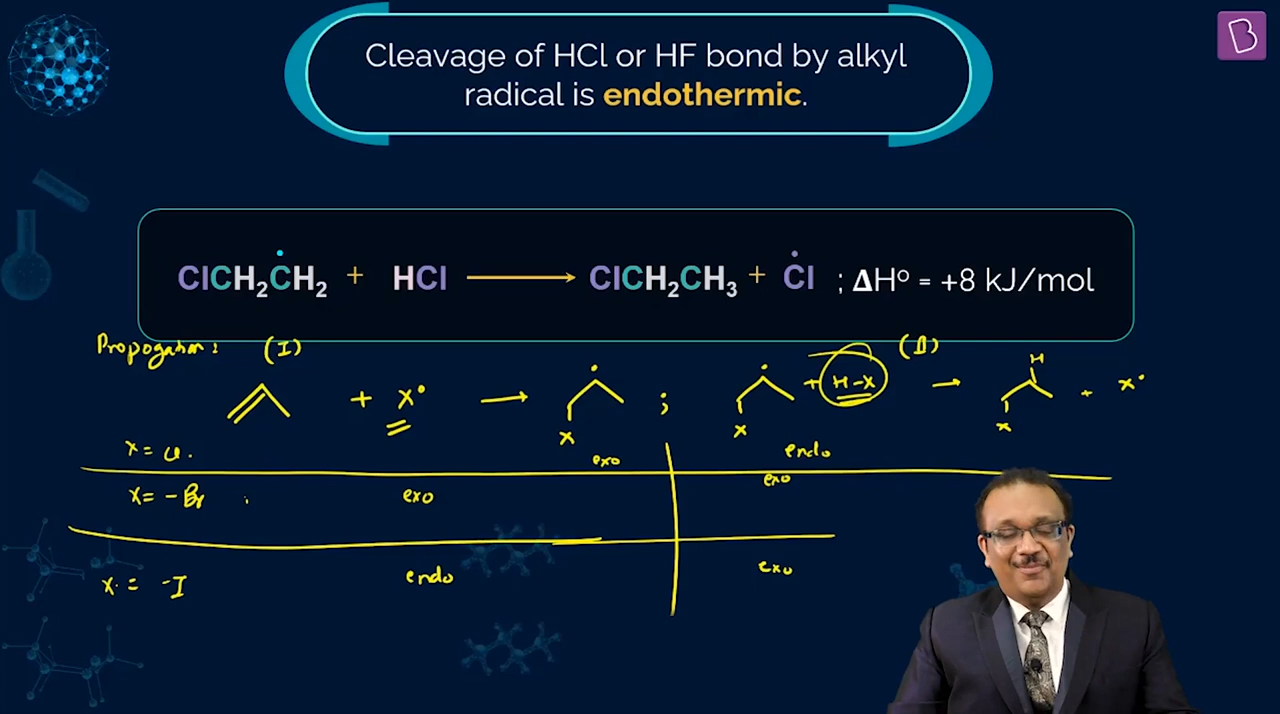 Cleavage of HCl or HF bond by alkyl
radical is endothermic.
B
ClCH₂ĊH₂ + HCl ⟶ ClCH₂CH₃ + Ċl ; ΔHº = +8 kJ/mol
Propogation : (I) (II)
+ X• → ; + H-X → H + X•
X X X
X = Cl. exo endo
X = -Br exo exo
X = -I endo exo